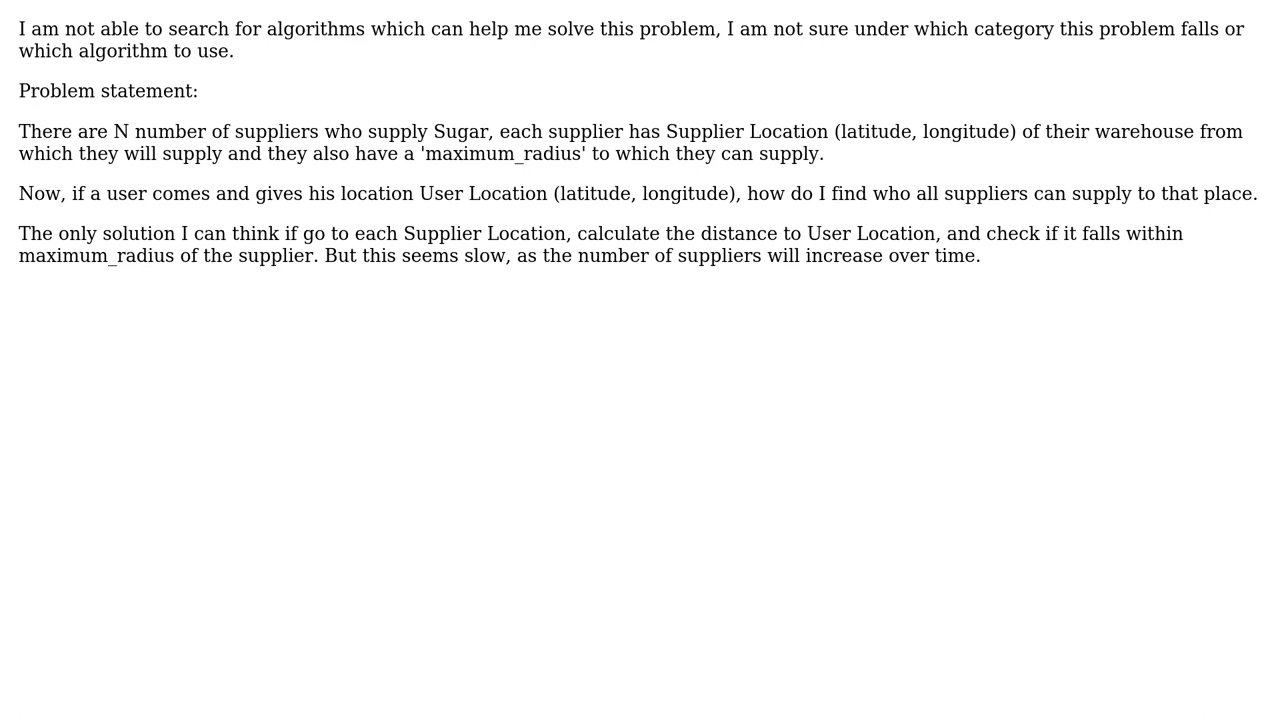 I am not able to search for algorithms which can help me solve this problem, I am not sure under which category this problem falls or
which algorithm to use.
Problem statement:
There are N number of suppliers who supply Sugar, each supplier has Supplier Location (latitude, longitude) of their warehouse from
which they will supply and they also have a 'maximum_radius' to which they can supply.
Now, if a user comes and gives his location User Location (latitude, longitude), how do I find who all suppliers can supply to that place.
The only solution I can think if go to each Supplier Location, calculate the distance to User Location, and check if it falls within
maximum_radius of the supplier. But this seems slow, as the number of suppliers will increase over time.